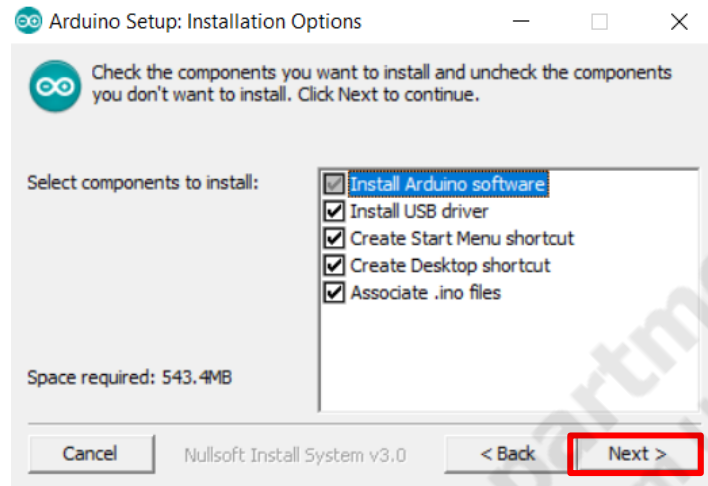 Arduino Setup: Installation Options
Check the components you want to install and uncheck the components
you don't want to install. Click Next to continue.
Select components to install:
Install Arduino software
Install USB driver
Create Start Menu shortcut
Create Desktop shortcut
Associate .ino files
Space required: 543.4MB
Cancel
Nullsoft Install System v3.0
< Back
Next >